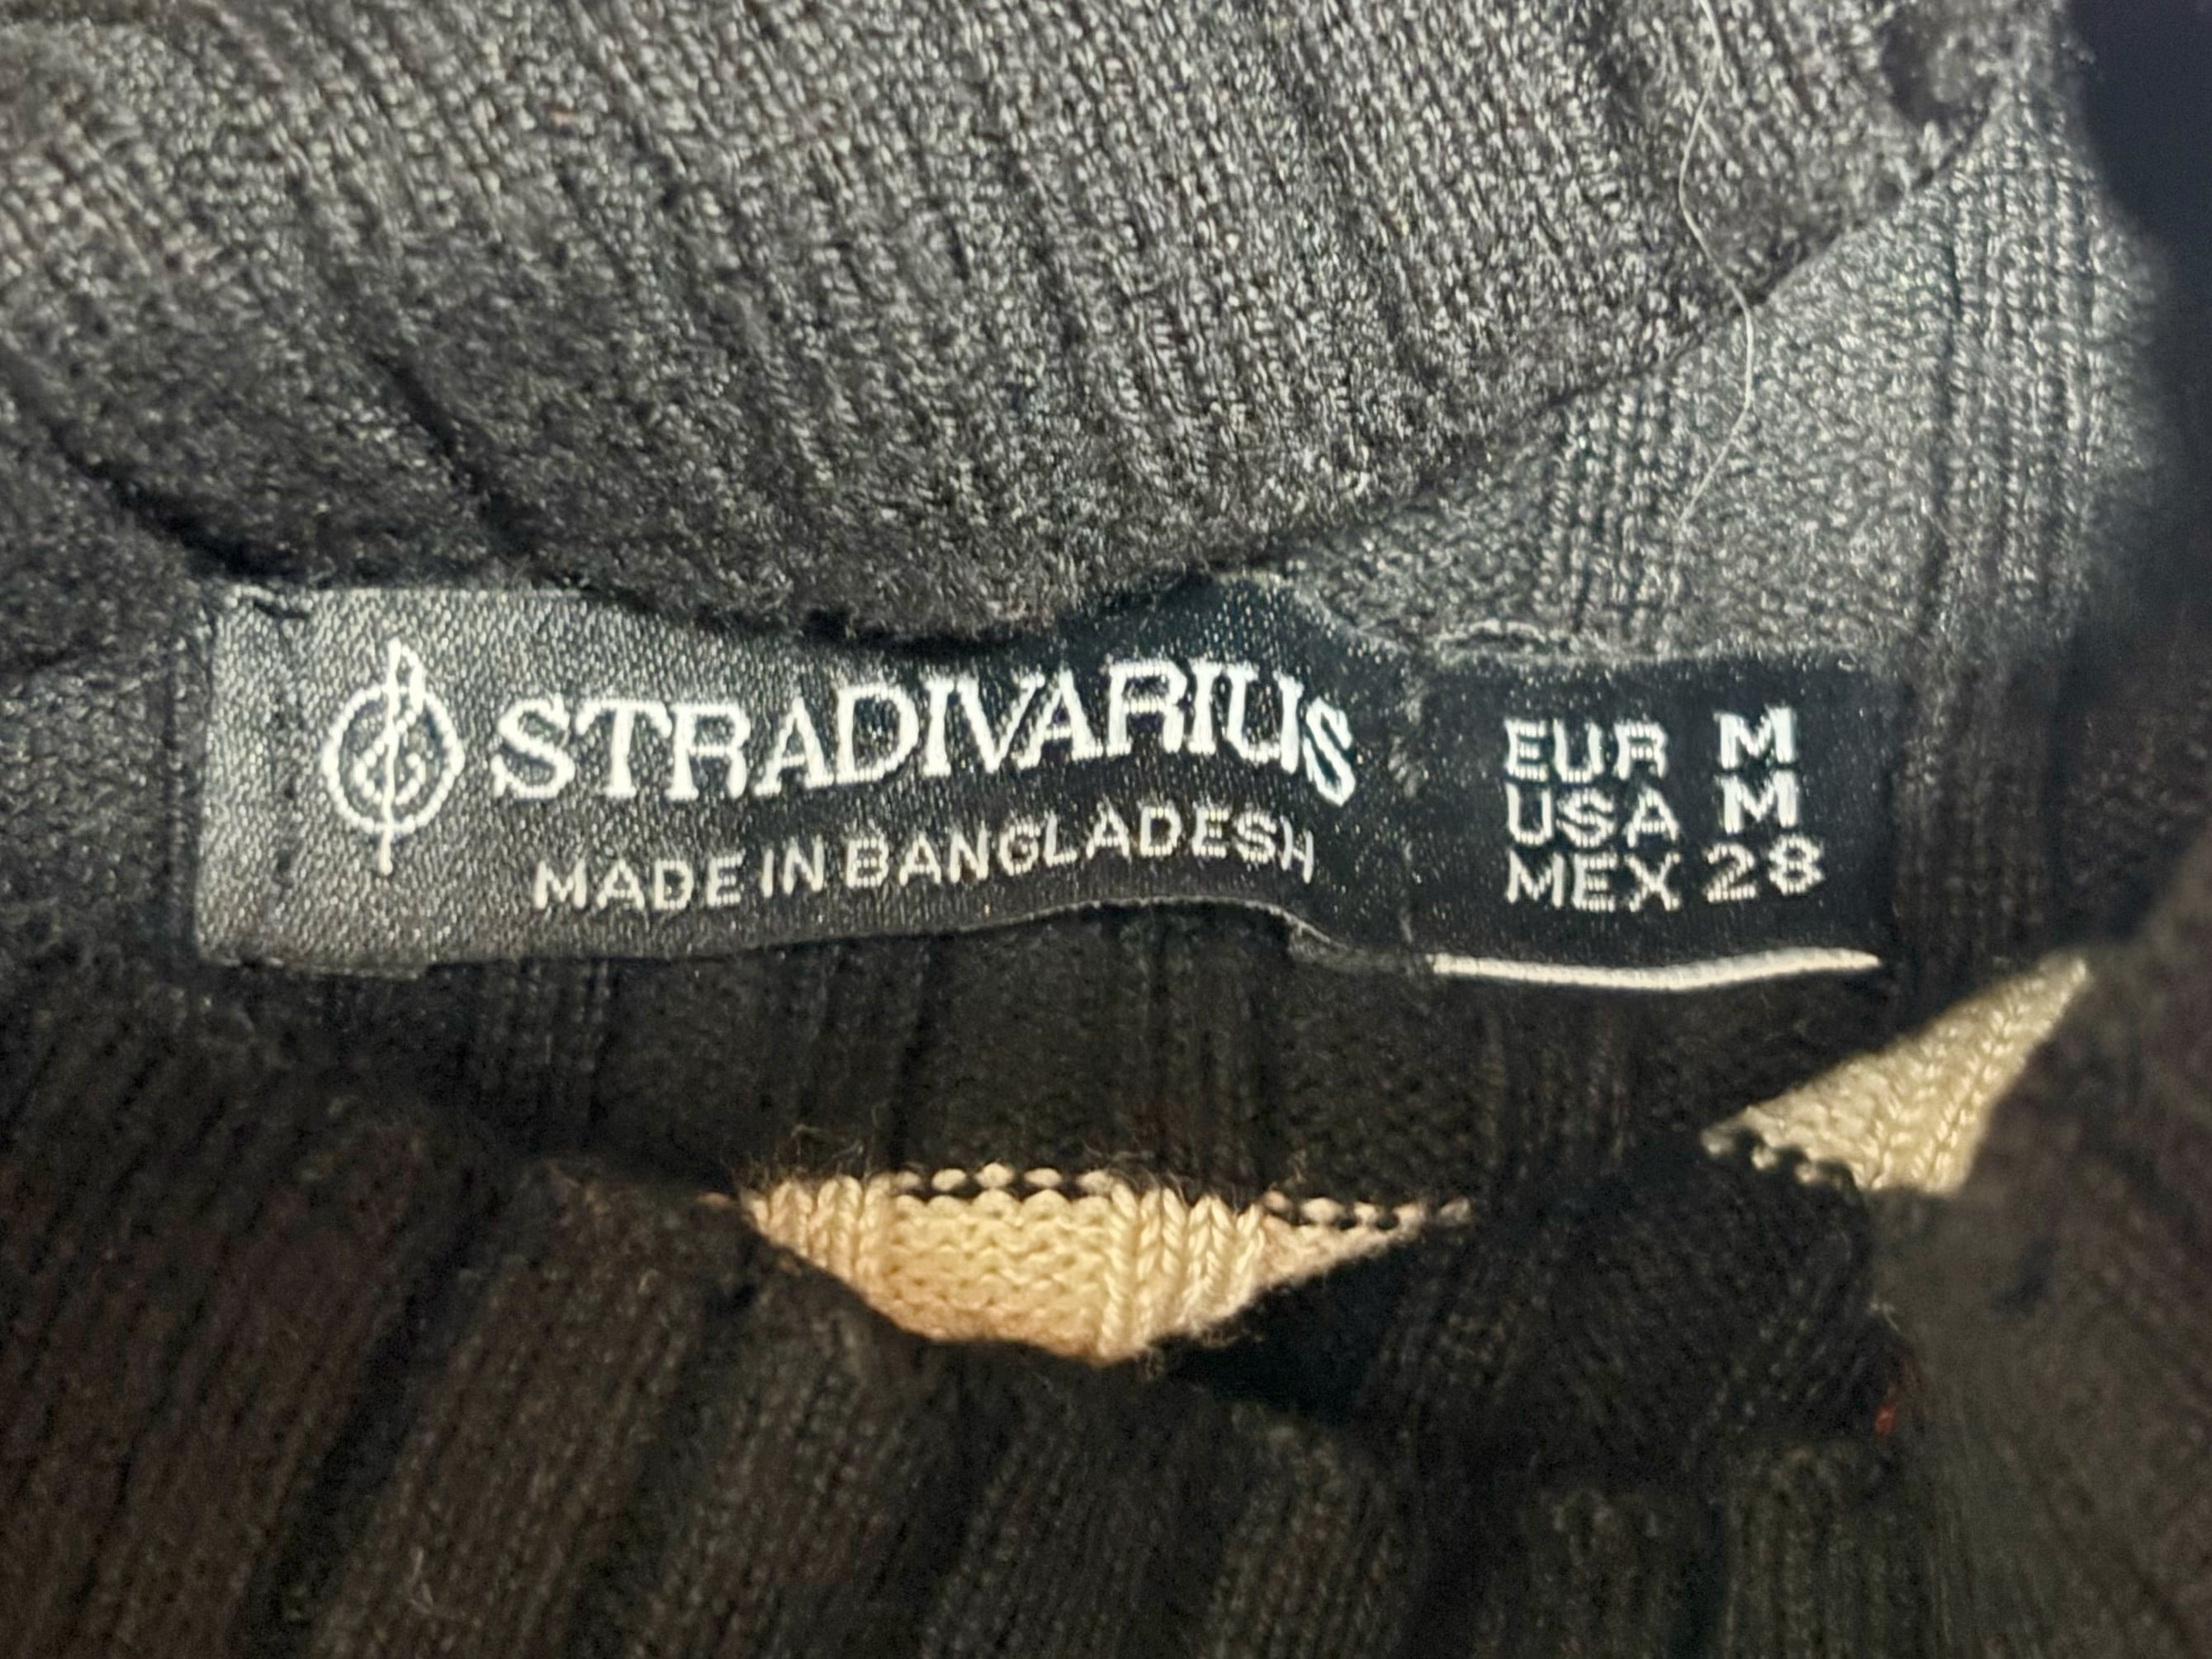 STRADIVARIUS
MADE IN BANGLADESH
EUR M
USA M
MEX 28